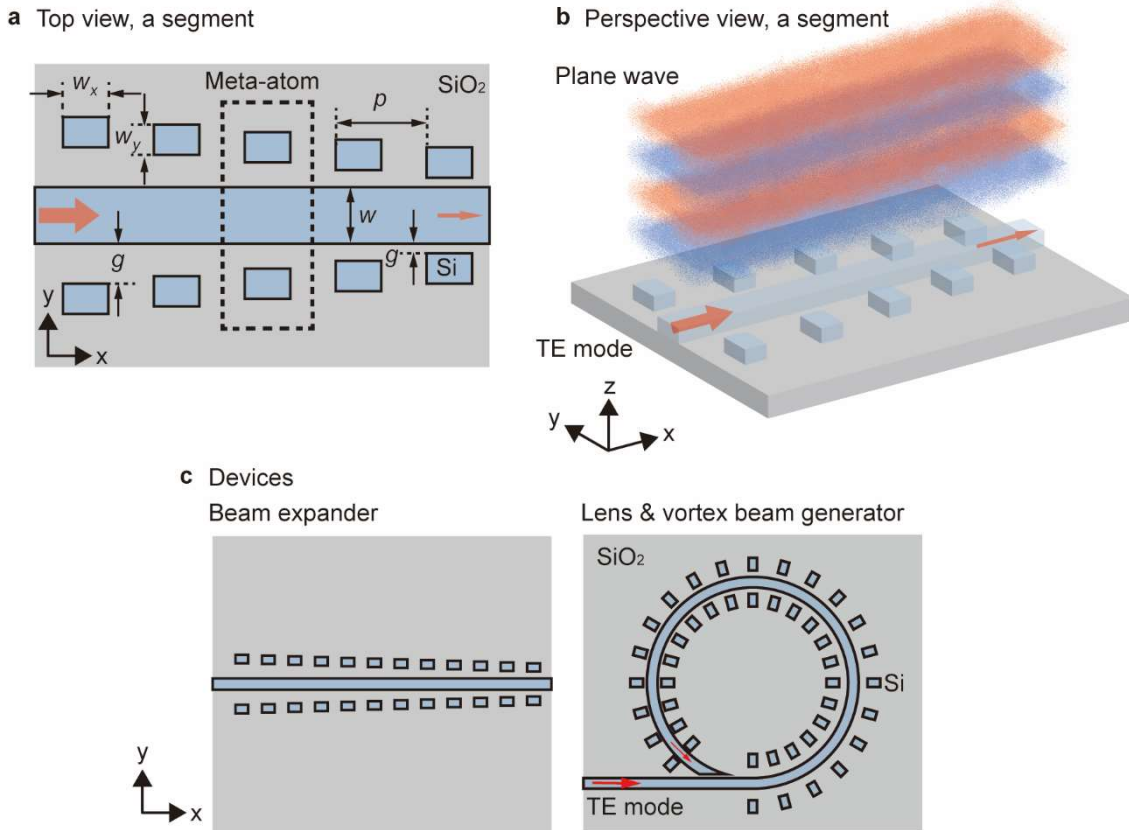 a Top view, a segment
Meta-atom
SiO₂
wₓ
w_y
p
w
g
g
Si
y
x
b Perspective view, a segment
Plane wave
TE mode
z
y
x
c Devices
Beam expander
y
x
Lens & vortex beam generator
SiO₂
Si
TE mode